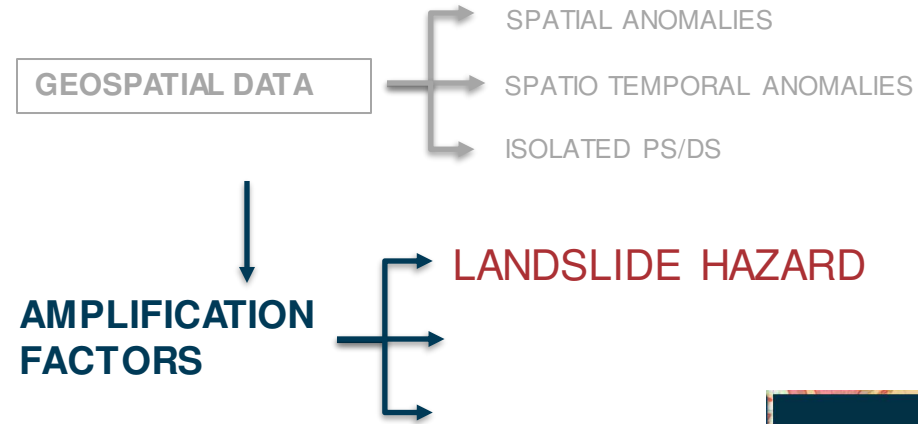 SPATIAL ANOMALIES
GEOSPATIAL DATA
SPATIO TEMPORAL ANOMALIES
ISOLATED PS/DS
LANDSLIDE HAZARD
AMPLIFICATION
FACTORS